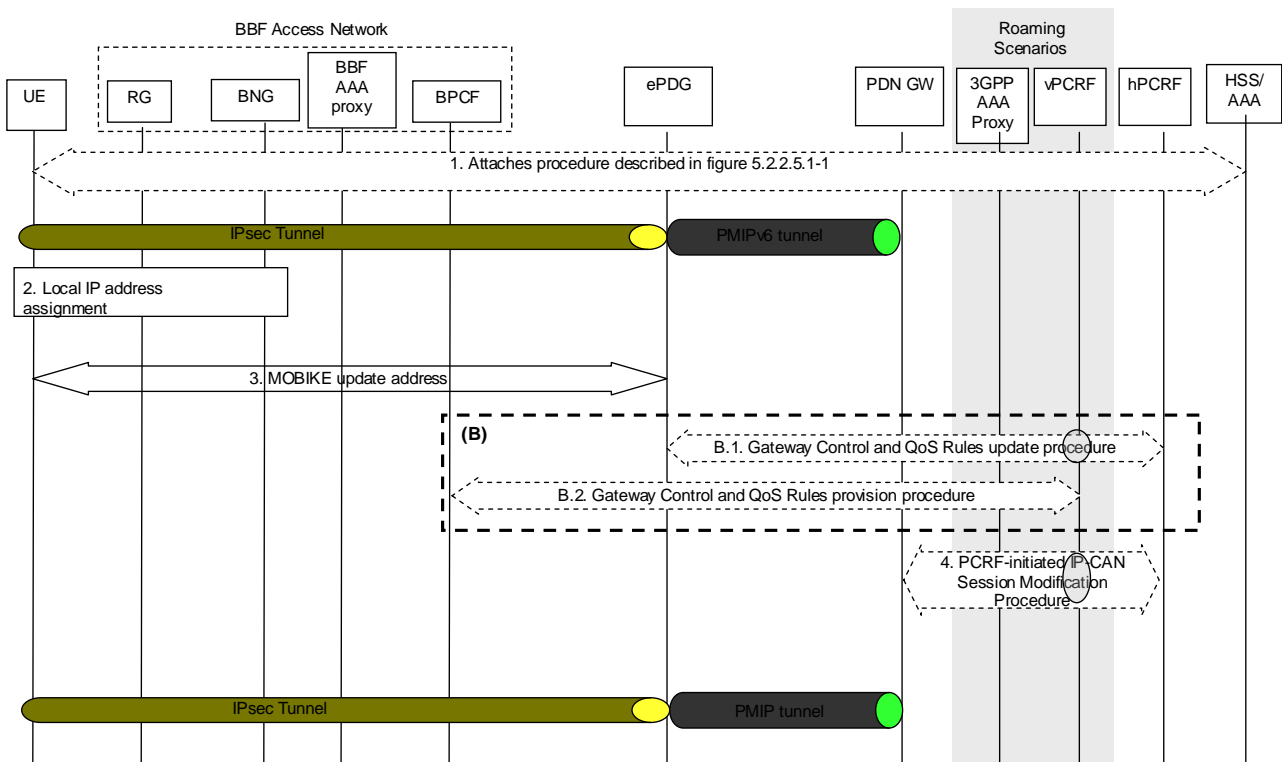 BBF Access Network
Roaming
Scenarios
UE
RG
BNG
BBF
AAA
proxy
BPCF
ePDG
PDN GW
3GPP
AAA
Proxy
vPCRF
hPCRF
HSS/
AAA
1. Attaches procedure described in figure 5.2.2.5.1-1
IPsec Tunnel
PMIPv6 tunnel
2. Local IP address
assignment
3. MOBIKE update address
(B)
B.1. Gateway Control and QoS Rules update procedure
B.2. Gateway Control and QoS Rules provision procedure
4. PCRF-initiated IP-CAN
Session Modification
Procedure
IPsec Tunnel
PMIP tunnel